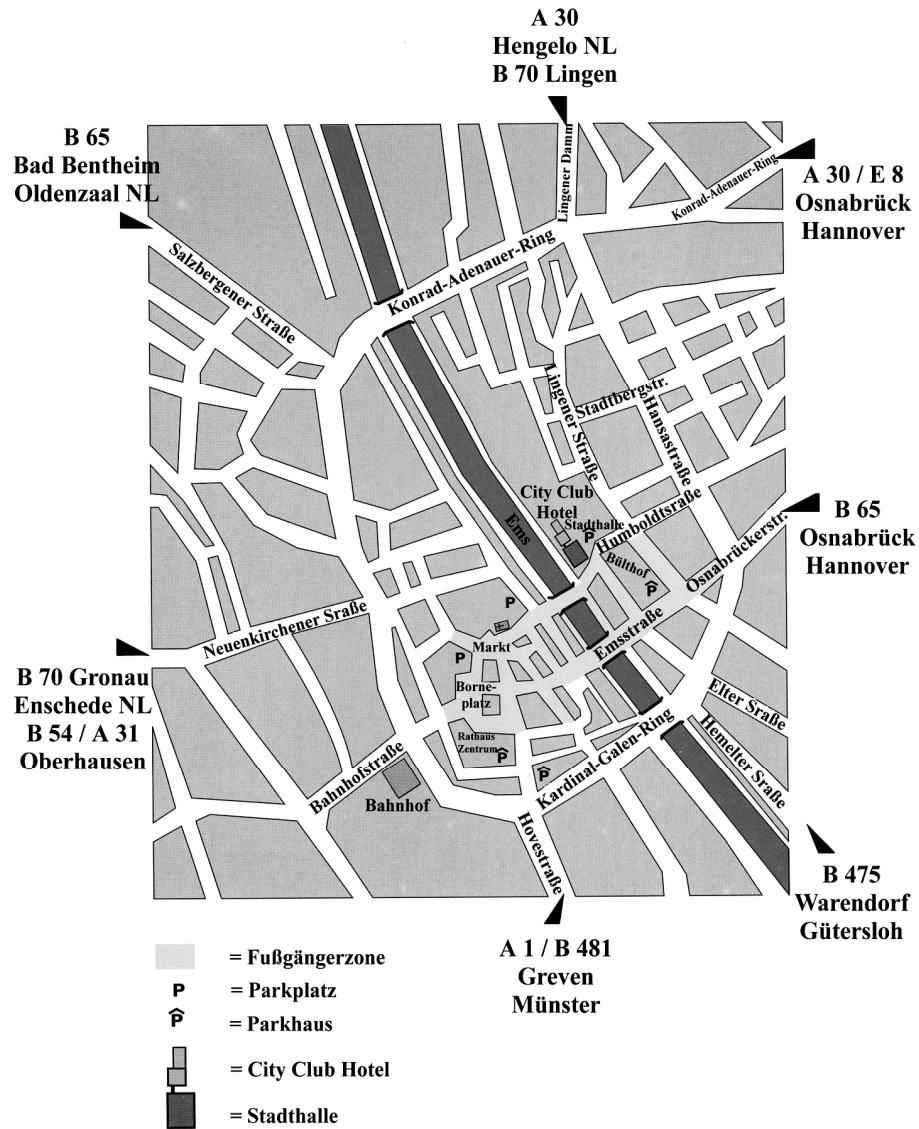 A 30
Hengelo NL
B 70 Lingen
B 65
Bad Bentheim
Oldenzaal NL
A 30 / E 8
Osnabrück
Hannover
Lingener Damm
Konrad-Adenauer-Ring
Konrad-Adenauer-Ring
Salzbergener Straße
Lingener Straße
Stadtbergstr.
Hansastraße
City Club
Hotel
Stadthalle
P
Humboldtsraße
Ems
Bülthof
P
Osnabrückerstr.
B 65
Osnabrück
Hannover
Neuenkirchener Sraße
P
Markt
P
Emsstraße
Borne-
platz
B 70 Gronau
Enschede NL
B 54 / A 31
Oberhausen
Rathaus
Zentrum
P
P
Elter Sraße
Hemelter Sraße
Kardinal-Galen-Ring
Bahnhofstraße
Bahnhof
Hovestraße
B 475
Warendorf
Gütersloh
A 1 / B 481
Greven
Münster
= Fußgängerzone
P = Parkplatz
P = Parkhaus
= City Club Hotel
= Stadthalle